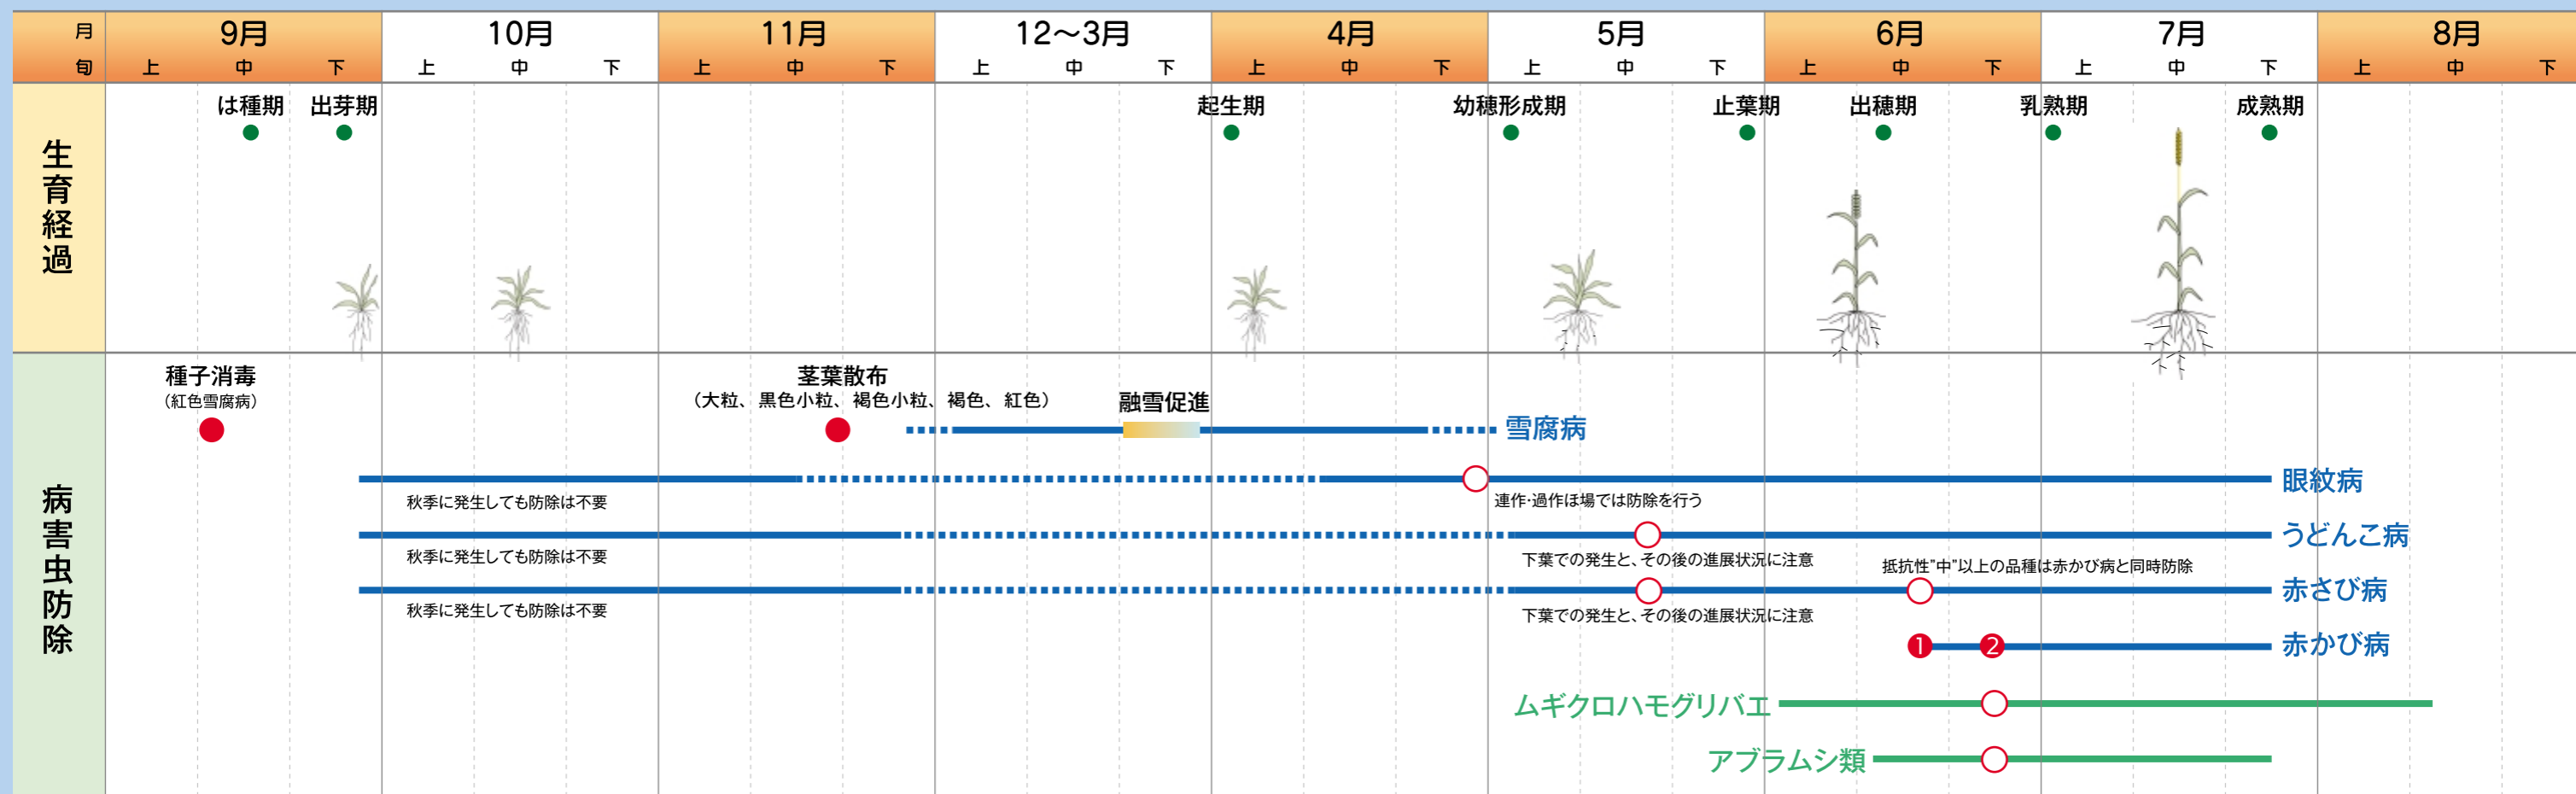 月 9月 10月 11月 12～3月 4月 5月 6月 7月 8月
旬 上 中 下 上 中 下 上 中 下 上 中 下 上 中 下 上 中 下 上 中 下 上 中 下 上 中 下
生育経過
は種期 出芽期 起生期 幼穂形成期 止葉期 出穂期 乳熟期 成熟期
病害虫防除
種子消毒
（紅色雪腐病）
茎葉散布
（大粒、黒色小粒、褐色小粒、褐色、紅色）
融雪促進
雪腐病
眼紋病
秋季に発生しても防除は不要
連作・過作ほ場では防除を行う
うどんこ病
秋季に発生しても防除は不要
下葉での発生と、その後の進展状況に注意
抵抗性"中"以上の品種は赤かび病と同時防除
赤さび病
秋季に発生しても防除は不要
下葉での発生と、その後の進展状況に注意
1 2 赤かび病
ムギクロハモグリバエ
アブラムシ類